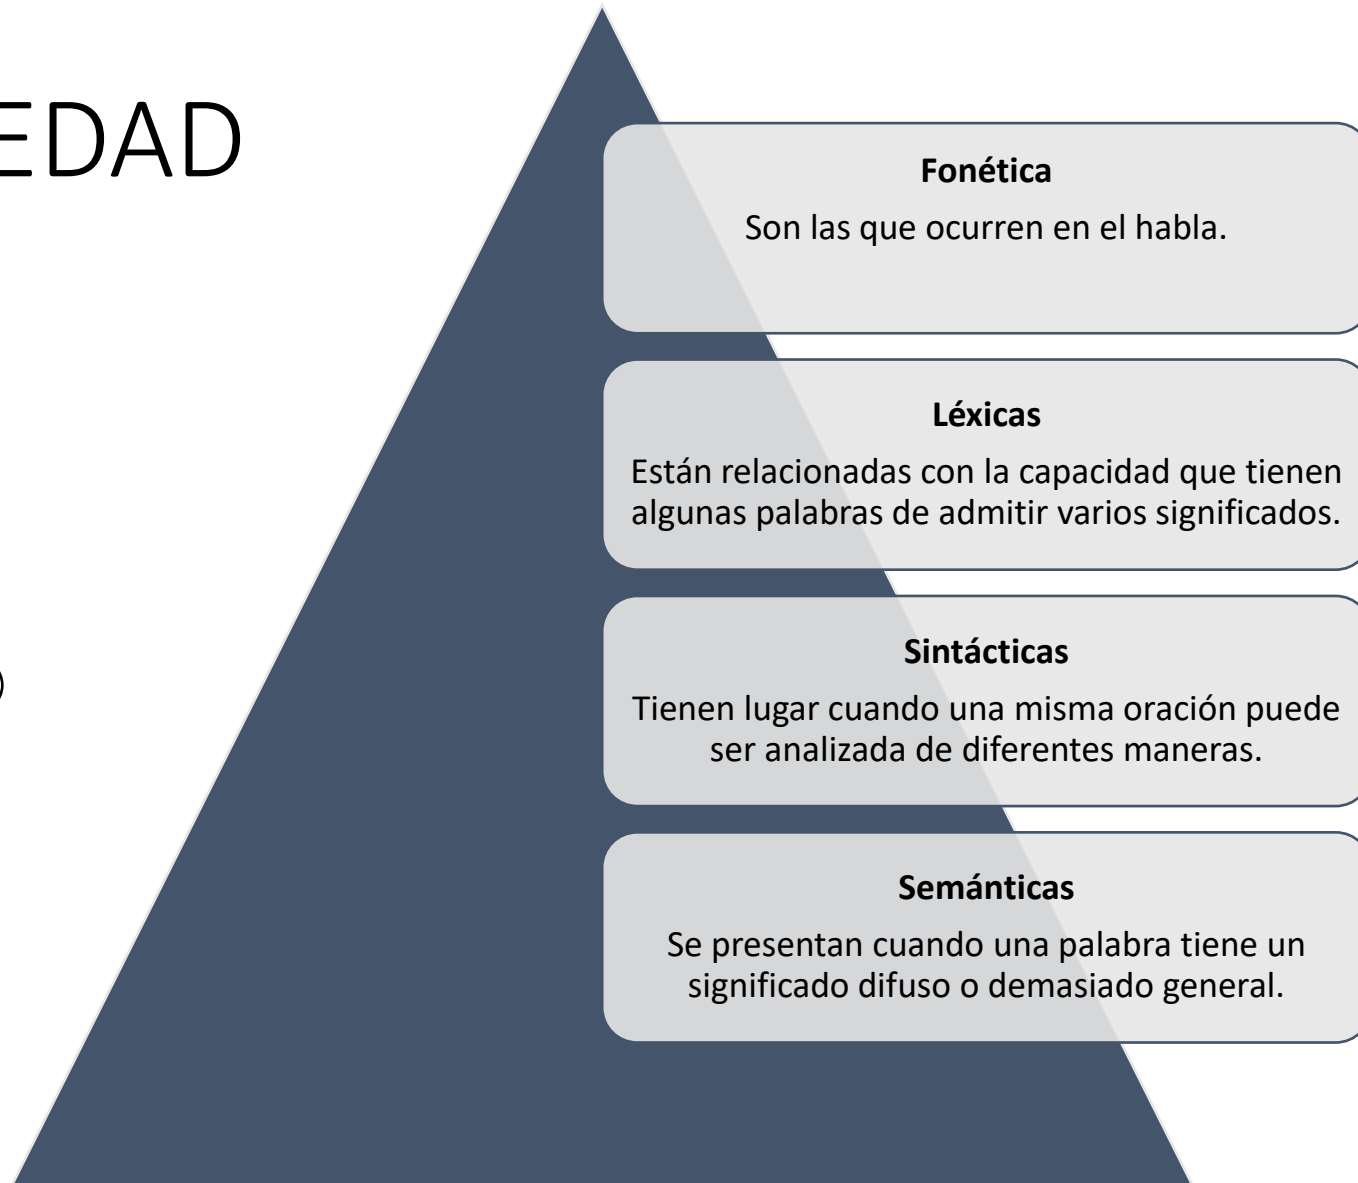 EDAD
Fonética
Son las que ocurren en el habla.
Léxicas
Están relacionadas con la capacidad que tienen
algunas palabras de admitir varios significados.
Sintácticas
Tienen lugar cuando una misma oración puede
ser analizada de diferentes maneras.
Semánticas
Se presentan cuando una palabra tiene un
significado difuso o demasiado general.